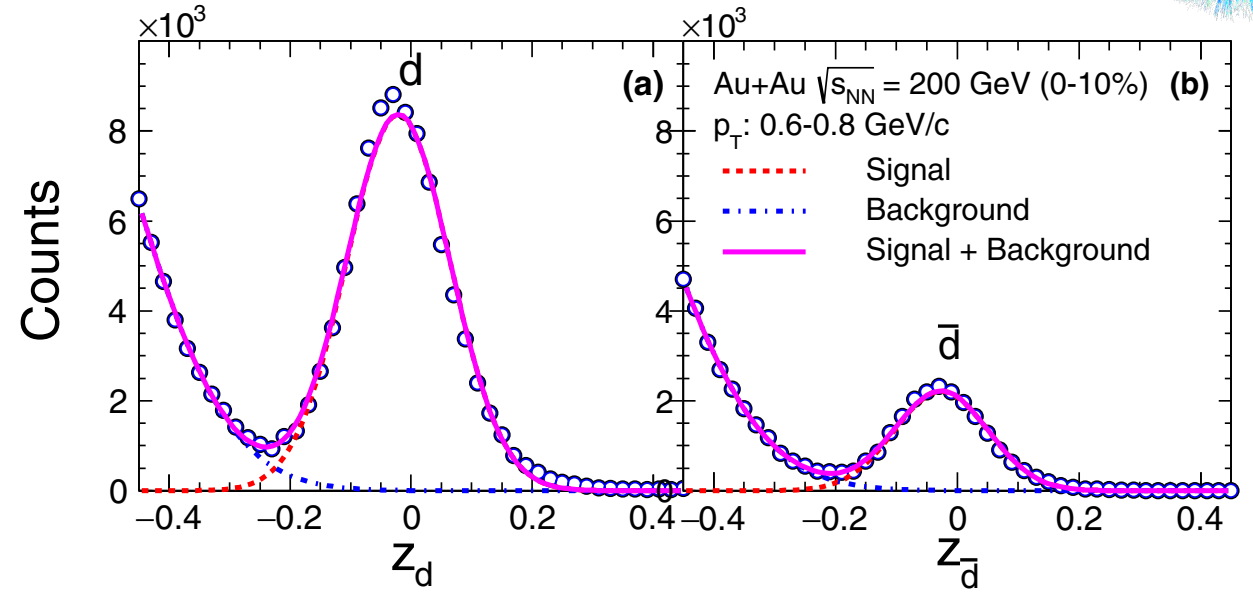 ×10³ ×10³
d (a) Au+Au √s_NN = 200 GeV (0-10%) (b)
p_T: 0.6-0.8 GeV/c
Signal
Background
Signal + Background
d̄
Counts
8 8
6 6
4 4
2 2
0 0
−0.4 −0.2 0 0.2 0.4 −0.4 −0.2 0 0.2 0.4
z_d z_d̄